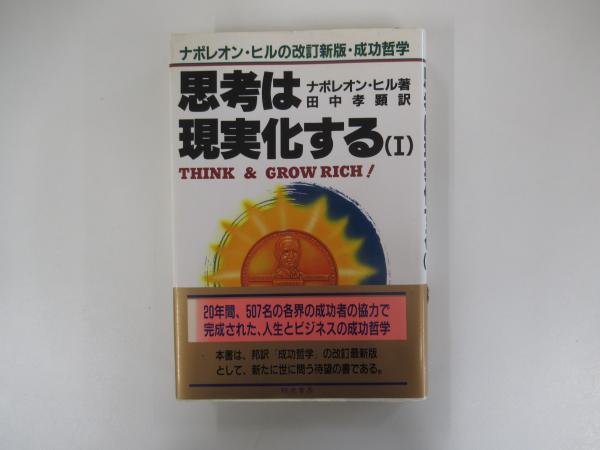 ナポレオン・ヒルの改訂新版・成功哲学
思考は
ナポレオン・ヒル著
田中孝顕訳
現実化する(I)
THINK & GROW RICH!
20年間、507名の各界の成功者の協力で
完成された、人生とビジネスの成功哲学
本書は、邦訳「成功哲学」の改訂最新版
として、新たに世に問う待望の書である。